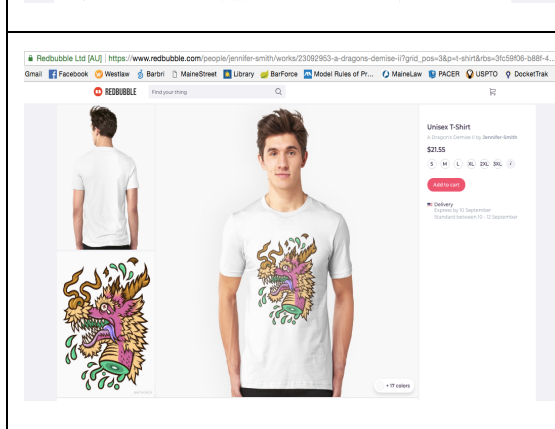 Redbubble Ltd [AU] https://www.redbubble.com/people/jennifer-smith/works/23092953-a-dragons-demise-ii?grid_pos=3&p=t-shirt&rbs=3fc59f06-b88f-4...
Gmail Facebook Westlaw Barbri MaineStreet Library BarForce Model Rules of Pr... MaineLaw PACER USPTO DocketTrak
REDBUBBLE Find your thing
Unisex T-Shirt
A Dragon's Demise II by Jennifer-Smith
$21.55
S M L XL 2XL 3XL
Add to cart
Delivery
Express by 10 September
Standard between 10 - 12 September
+ 17 colors